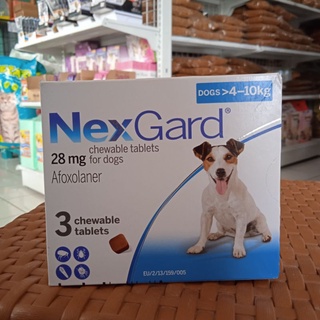 DOGS >4–10kg
NexGard®
28 mg chewable tablets for dogs
Afoxolaner
3 chewable tablets
EU/2/13/159/005